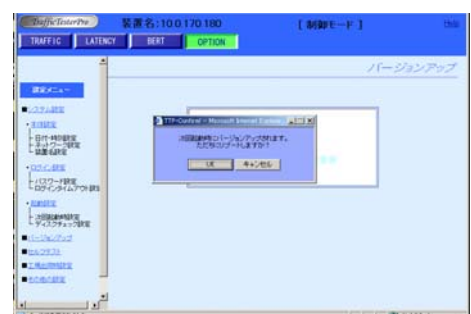 TrafficTesterPro
装置名:10.0.170.180
[ 制御モード ]
TRAFFIC
LATENCY
BERT
OPTION
バージョンアップ
設定メニュー
■システム設定
・本体設定
日付・時刻設定
ネットワーク設定
装置名設定
・ログイン設定
パスワード設定
ログインタイムアウト設定
・起動設定
次回起動時設定
ディスクチェック設定
■バージョンアップ
■セルフテスト
■工場出荷時設定
■その他の設定
TTP-Control - Microsoft Internet Explorer
次回起動時にバージョンアップされます。
ただちにリブートしますか?
OK
キャンセル